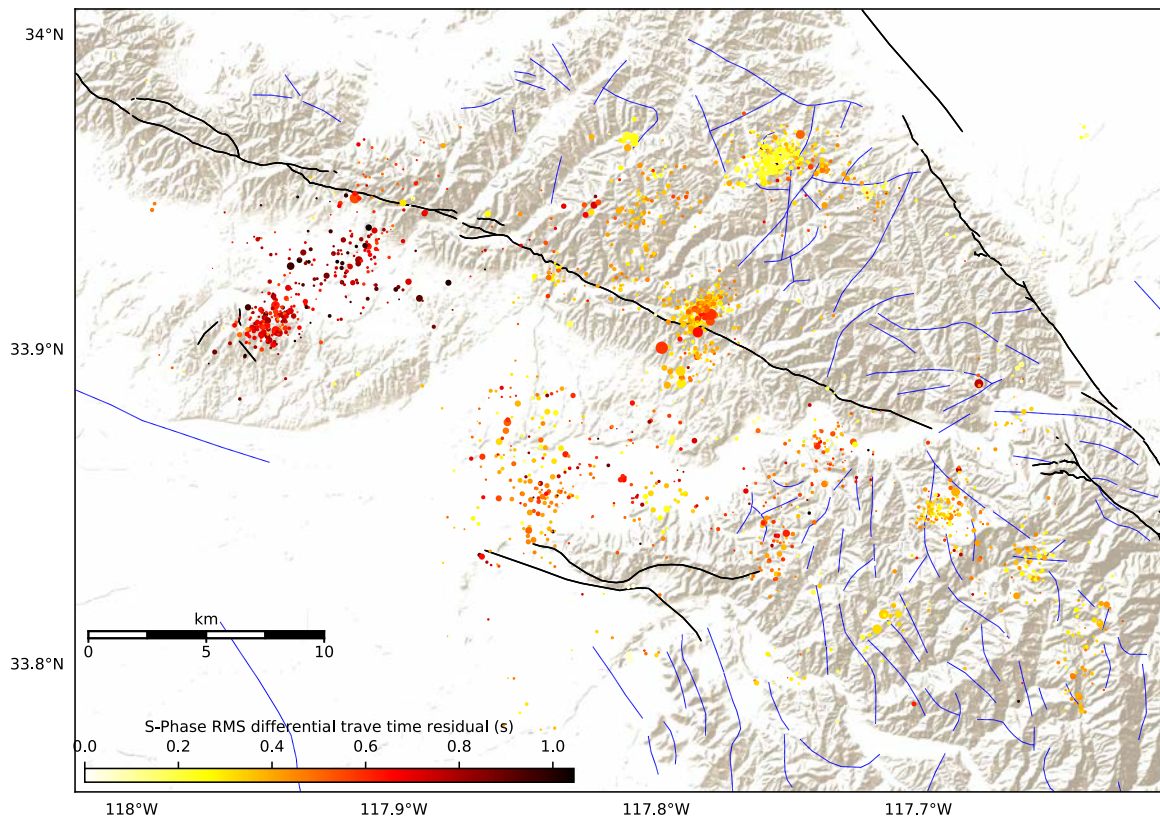 34°N
33.9°N
33.8°N
km
0 5 10
S-Phase RMS differential trave time residual (s)
0.0 0.2 0.4 0.6 0.8 1.0
118°W 117.9°W 117.8°W 117.7°W